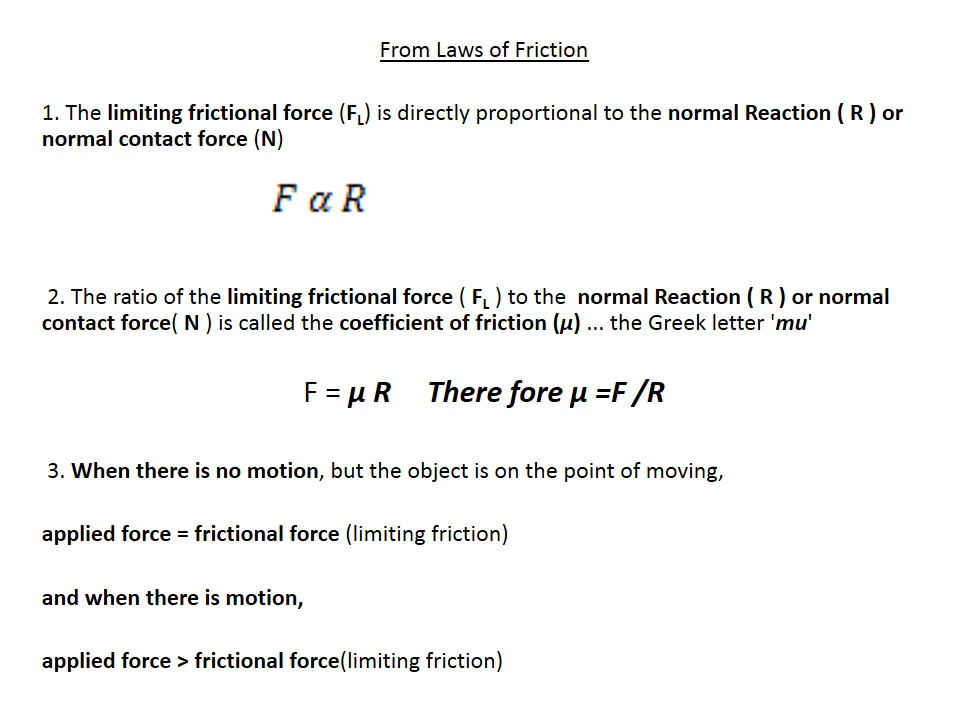 From Laws of Friction
1. The limiting frictional force (FL) is directly proportional to the normal Reaction ( R ) or
normal contact force (N)
F α R
2. The ratio of the limiting frictional force ( FL ) to the  normal Reaction ( R ) or normal
contact force( N ) is called the coefficient of friction (μ) ... the Greek letter 'mu'
F = μ R    There fore μ =F /R
3. When there is no motion, but the object is on the point of moving,
applied force = frictional force (limiting friction)
and when there is motion,
applied force > frictional force(limiting friction)